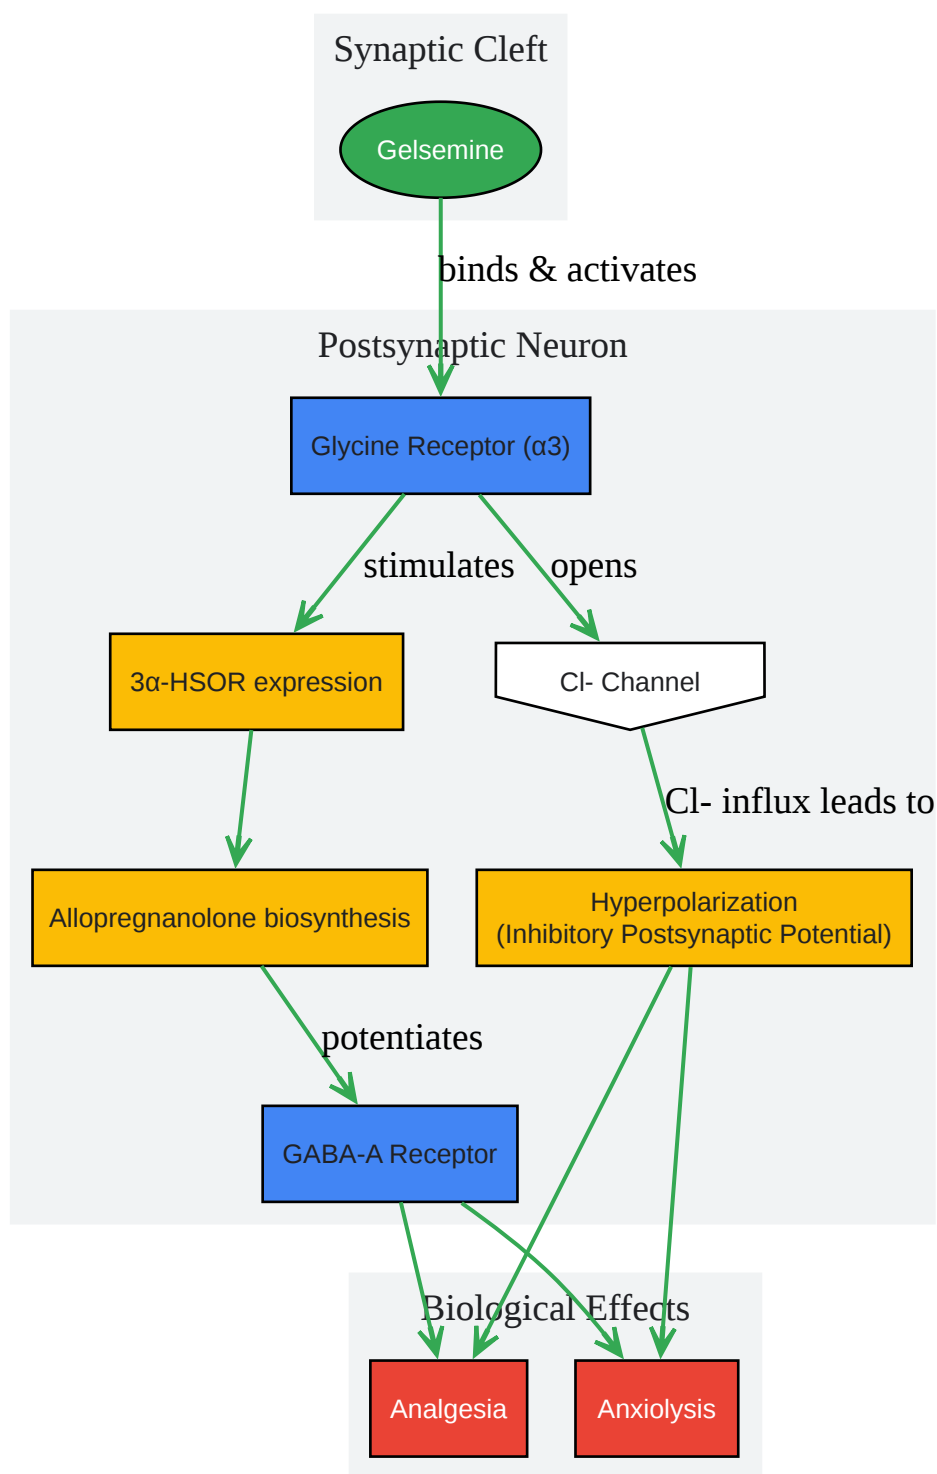 Synaptic Cleft
Gelsemine
binds & activates
Postsynaptic Neuron
Glycine Receptor (α3)
stimulates
opens
3α-HSOR expression
Cl- Channel
Cl- influx leads to
Allopregnanolone biosynthesis
Hyperpolarization
(Inhibitory Postsynaptic Potential)
potentiates
GABA-A Receptor
Biological Effects
Analgesia
Anxiolysis